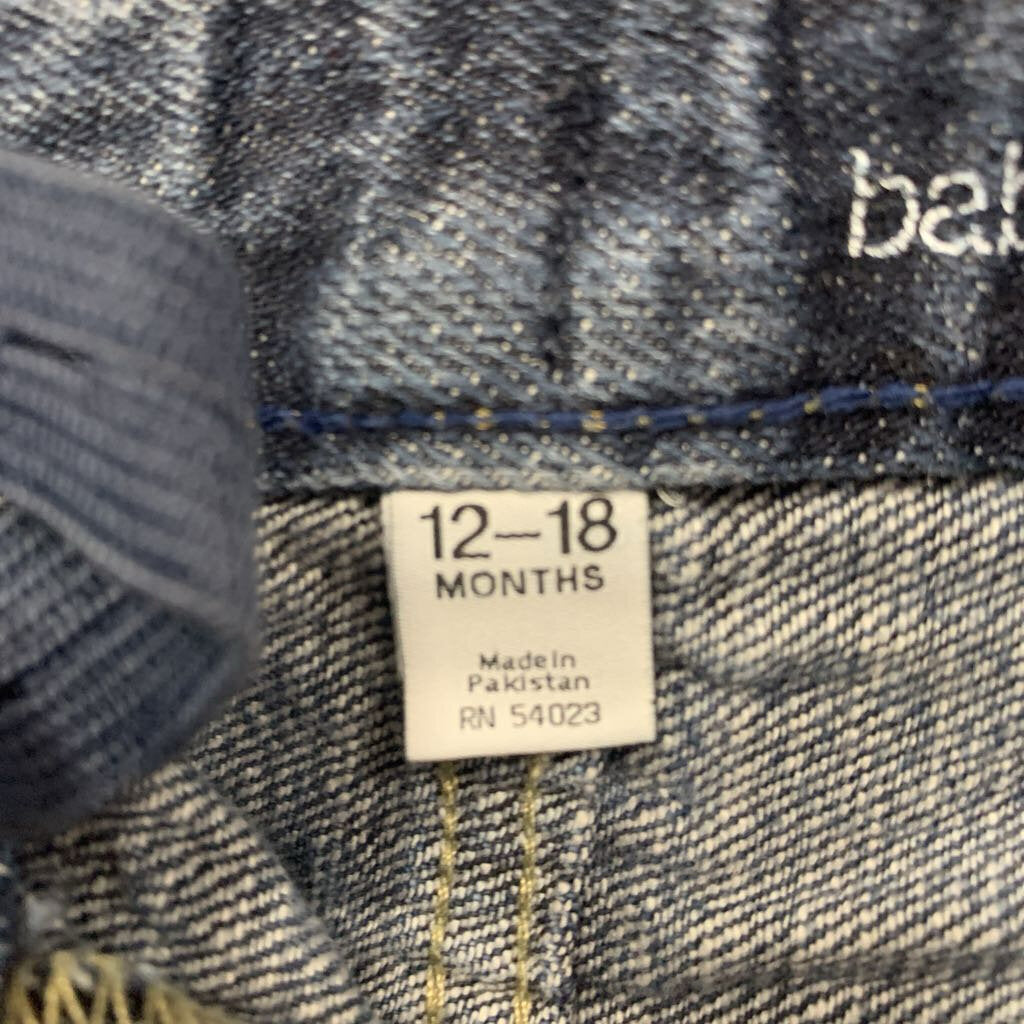 12-18
MONTHS
Made In
Pakistan
RN 54023